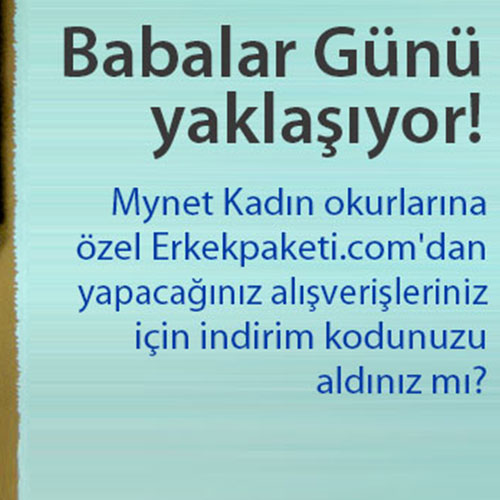 Babalar Günü
yaklaşıyor!
Mynet Kadın okurlarına
özel Erkekpaketi.com'dan
yapacağınız alışverişleriniz
için indirim kodunuzu
aldınız mı?